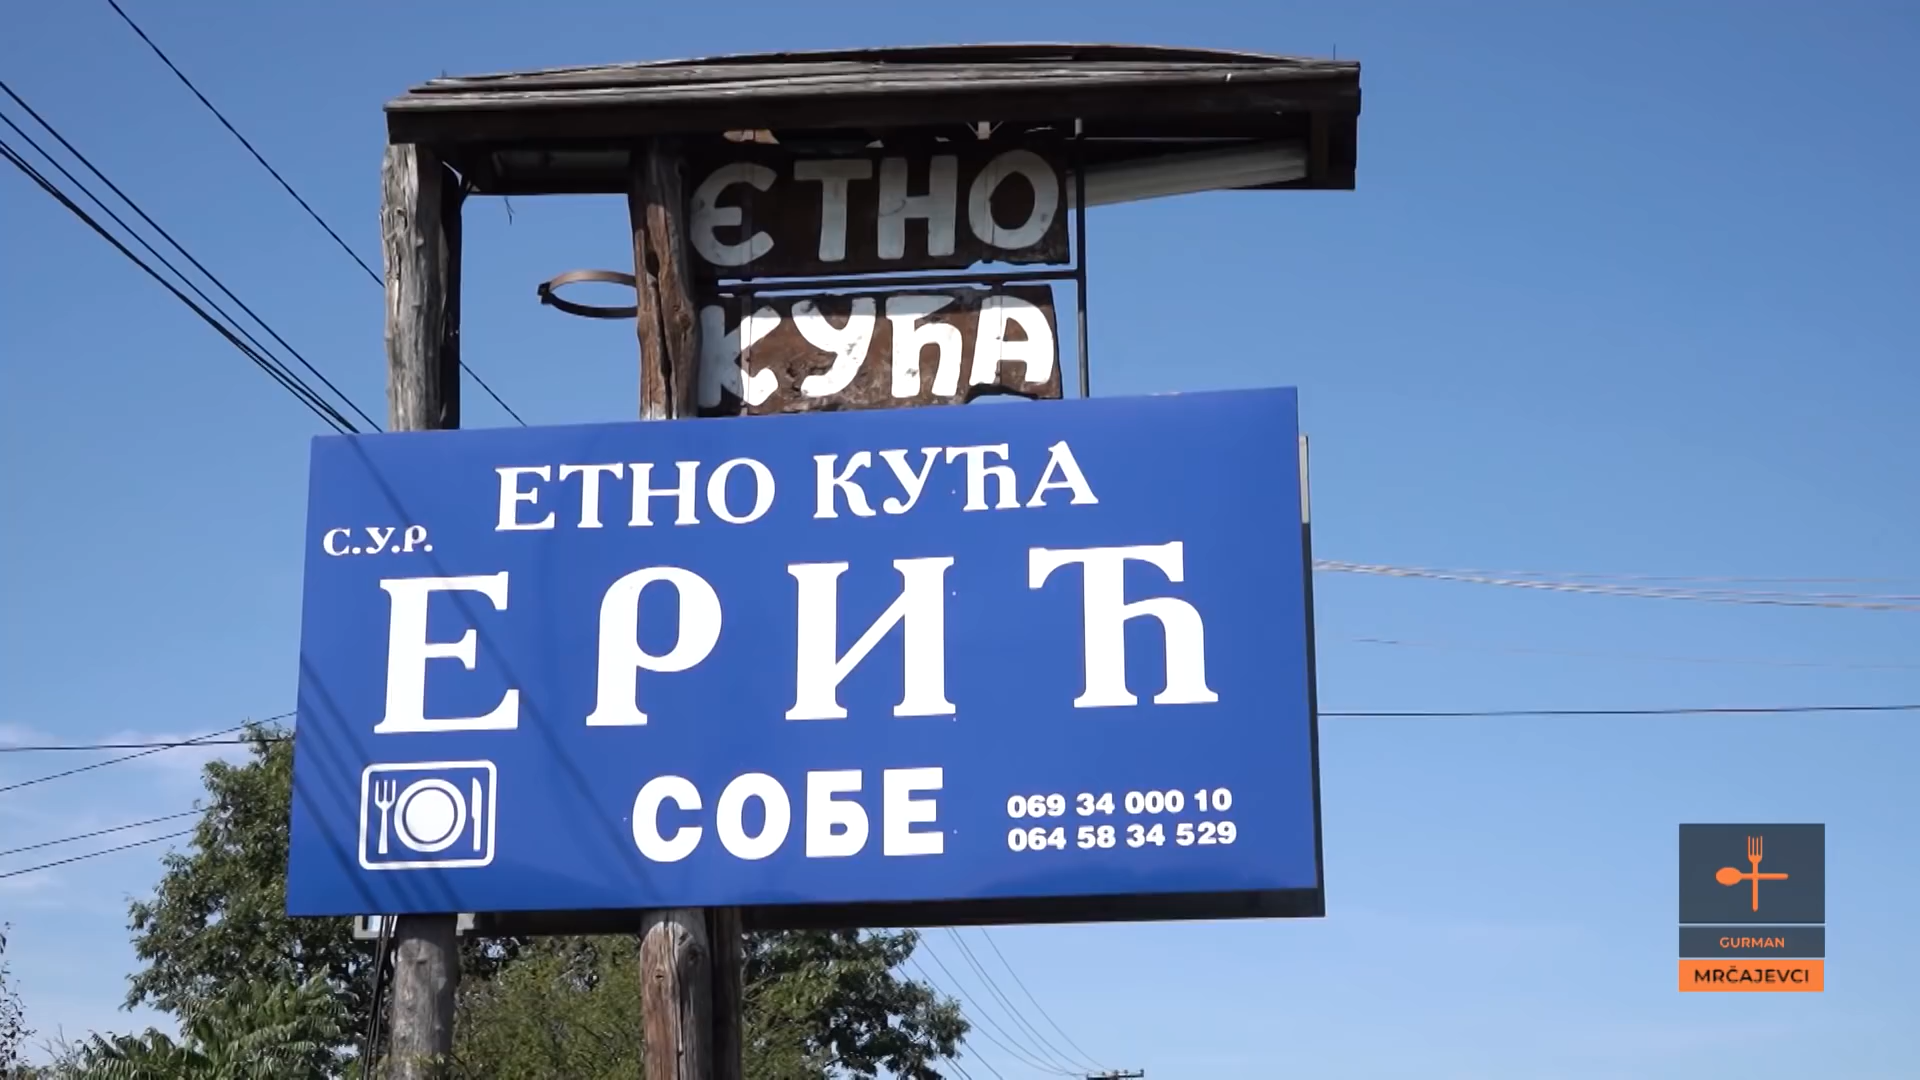 ЕТНО
КУЋА
ЕТНО КУЋА
С.У.Р.
ЕРИЋ
СОБЕ
069 34 000 10
064 58 34 529
GURMAN
MRČAJEVCI